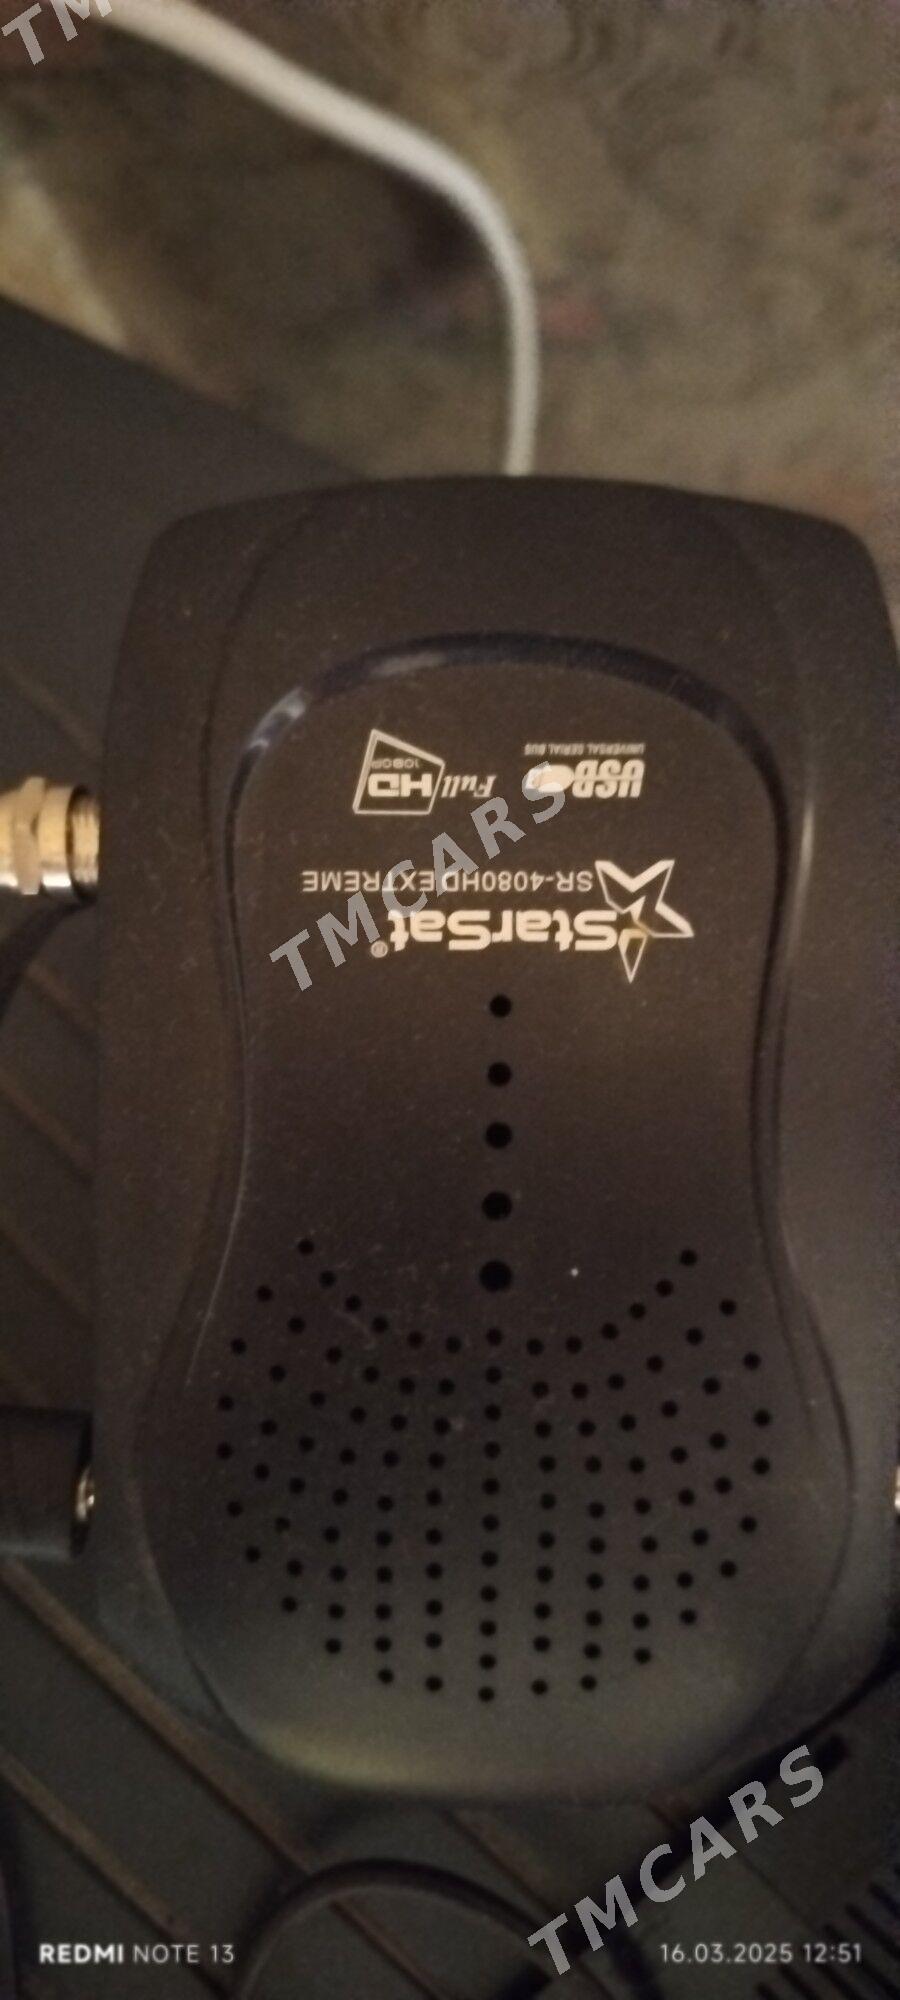 TM
USB
UNIVERSAL SERIAL BUS
Full HD
1080P
StarSat®
SR-4080HD EXTREME
TMCARS
TMCARS
REDMI NOTE 13
16.03.2025 12:51